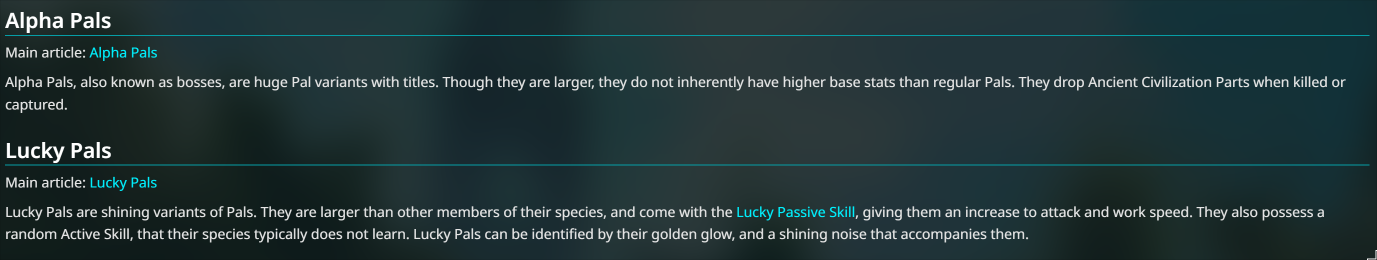 Alpha Pals
Main article: Alpha Pals
Alpha Pals, also known as bosses, are huge Pal variants with titles. Though they are larger, they do not inherently have higher base stats than regular Pals. They drop Ancient Civilization Parts when killed or
captured.
Lucky Pals
Main article: Lucky Pals
Lucky Pals are shining variants of Pals. They are larger than other members of their species, and come with the Lucky Passive Skill, giving them an increase to attack and work speed. They also possess a
random Active Skill, that their species typically does not learn. Lucky Pals can be identified by their golden glow, and a shining noise that accompanies them.